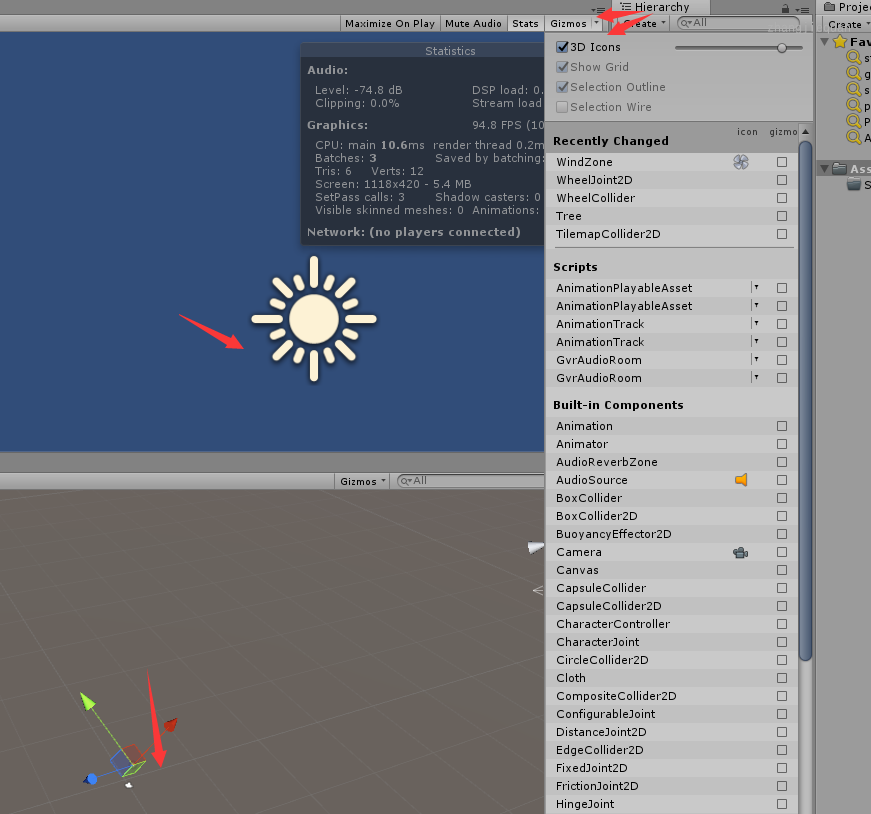 Hierarchy
Projec
Maximize On Play
Mute Audio
Stats
Gizmos
Create
All
Create
Statistics
Audio:
Level: -74.8 dB
DSP load: 0.
Clipping: 0.0%
Stream load
Graphics:
94.8 FPS (10
CPU: main 10.6ms
render thread 0.2m
Batches: 3
Saved by batching:
Tris: 6
Verts: 12
Screen: 1118x420 - 5.4 MB
SetPass calls: 3
Shadow casters: 0
Visible skinned meshes: 0
Animations:
Network: (no players connected)
3D Icons
Show Grid
Selection Outline
Selection Wire
icon
gizmo
Recently Changed
WindZone
WheelJoint2D
WheelCollider
Tree
TilemapCollider2D
Scripts
AnimationPlayableAsset
AnimationPlayableAsset
AnimationTrack
AnimationTrack
GvrAudioRoom
GvrAudioRoom
Built-in Components
Animation
Animator
AudioReverbZone
AudioSource
BoxCollider
BoxCollider2D
BuoyancyEffector2D
Camera
Canvas
CapsuleCollider
CapsuleCollider2D
CharacterController
CharacterJoint
CircleCollider2D
Cloth
CompositeCollider2D
ConfigurableJoint
DistanceJoint2D
EdgeCollider2D
FixedJoint2D
FrictionJoint2D
HingeJoint
Fav
s
g
s
p
P
A
Ass
S
Gizmos
All